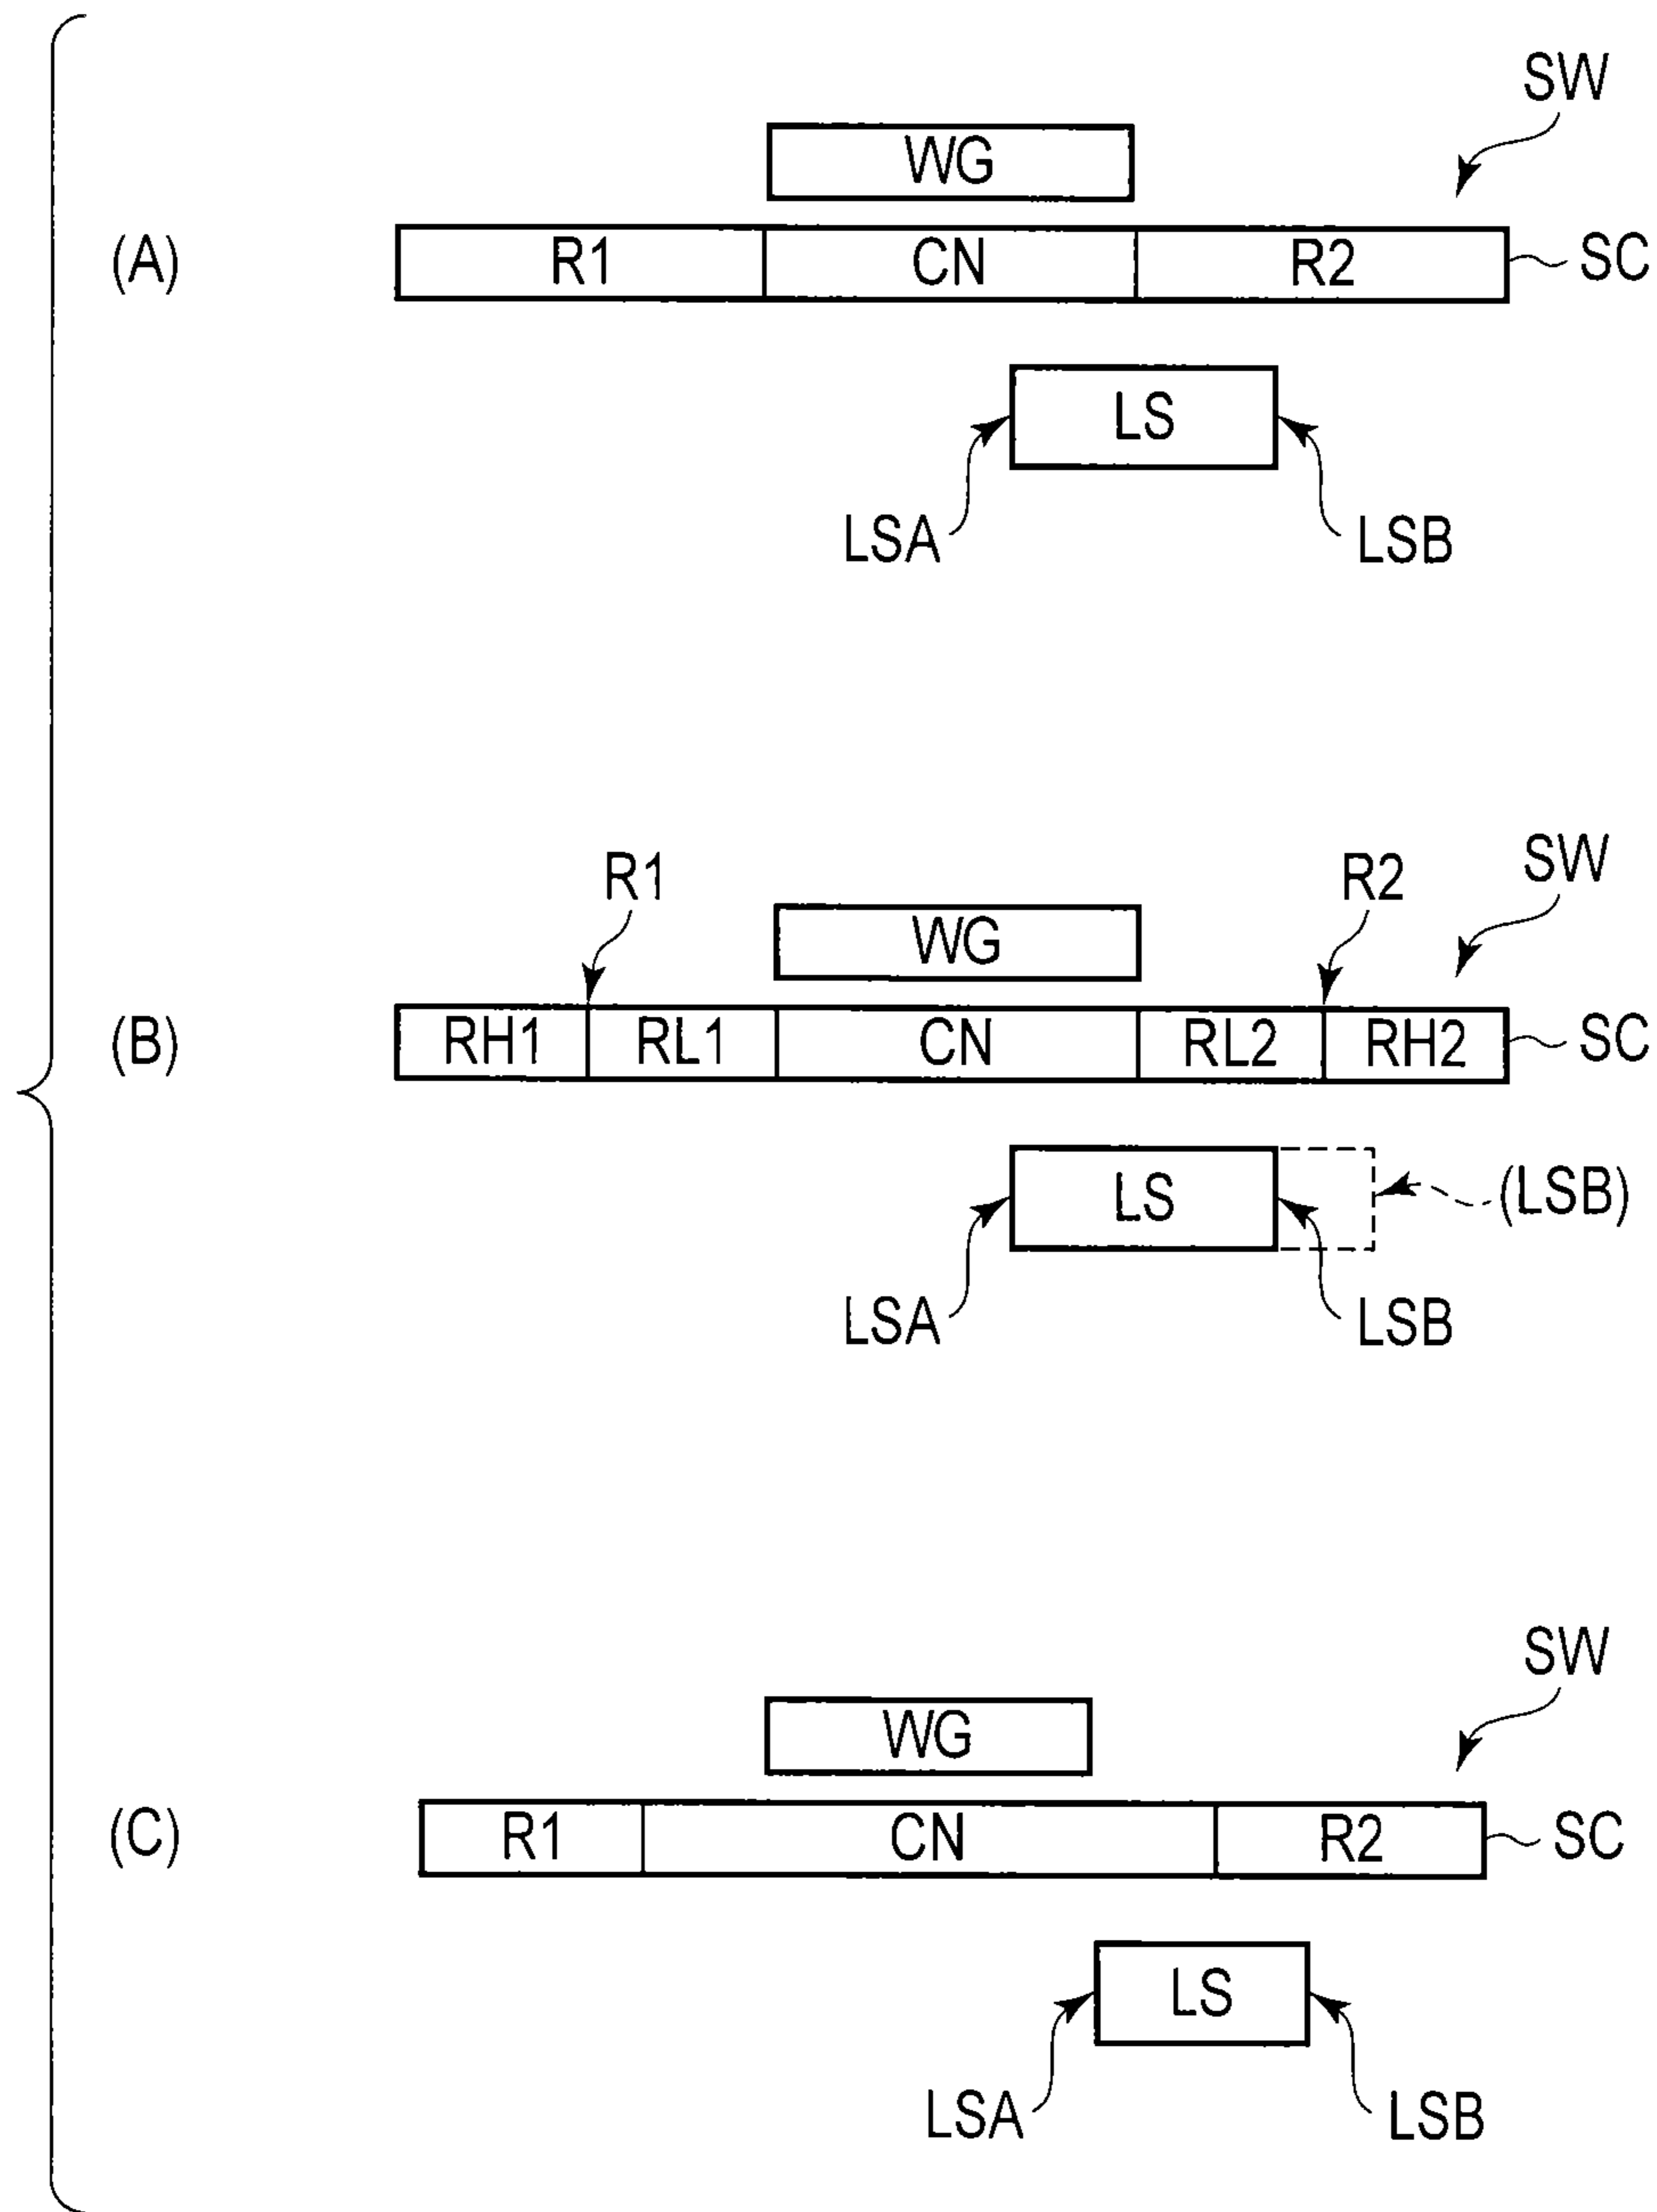 SW
WG
(A) R1 CN R2 SC
LS
LSA LSB
R1 R2 SW
WG
(B) RH1 RL1 CN RL2 RH2 SC
LS (LSB)
LSA LSB
SW
WG
(C) R1 CN R2 SC
LS
LSA LSB